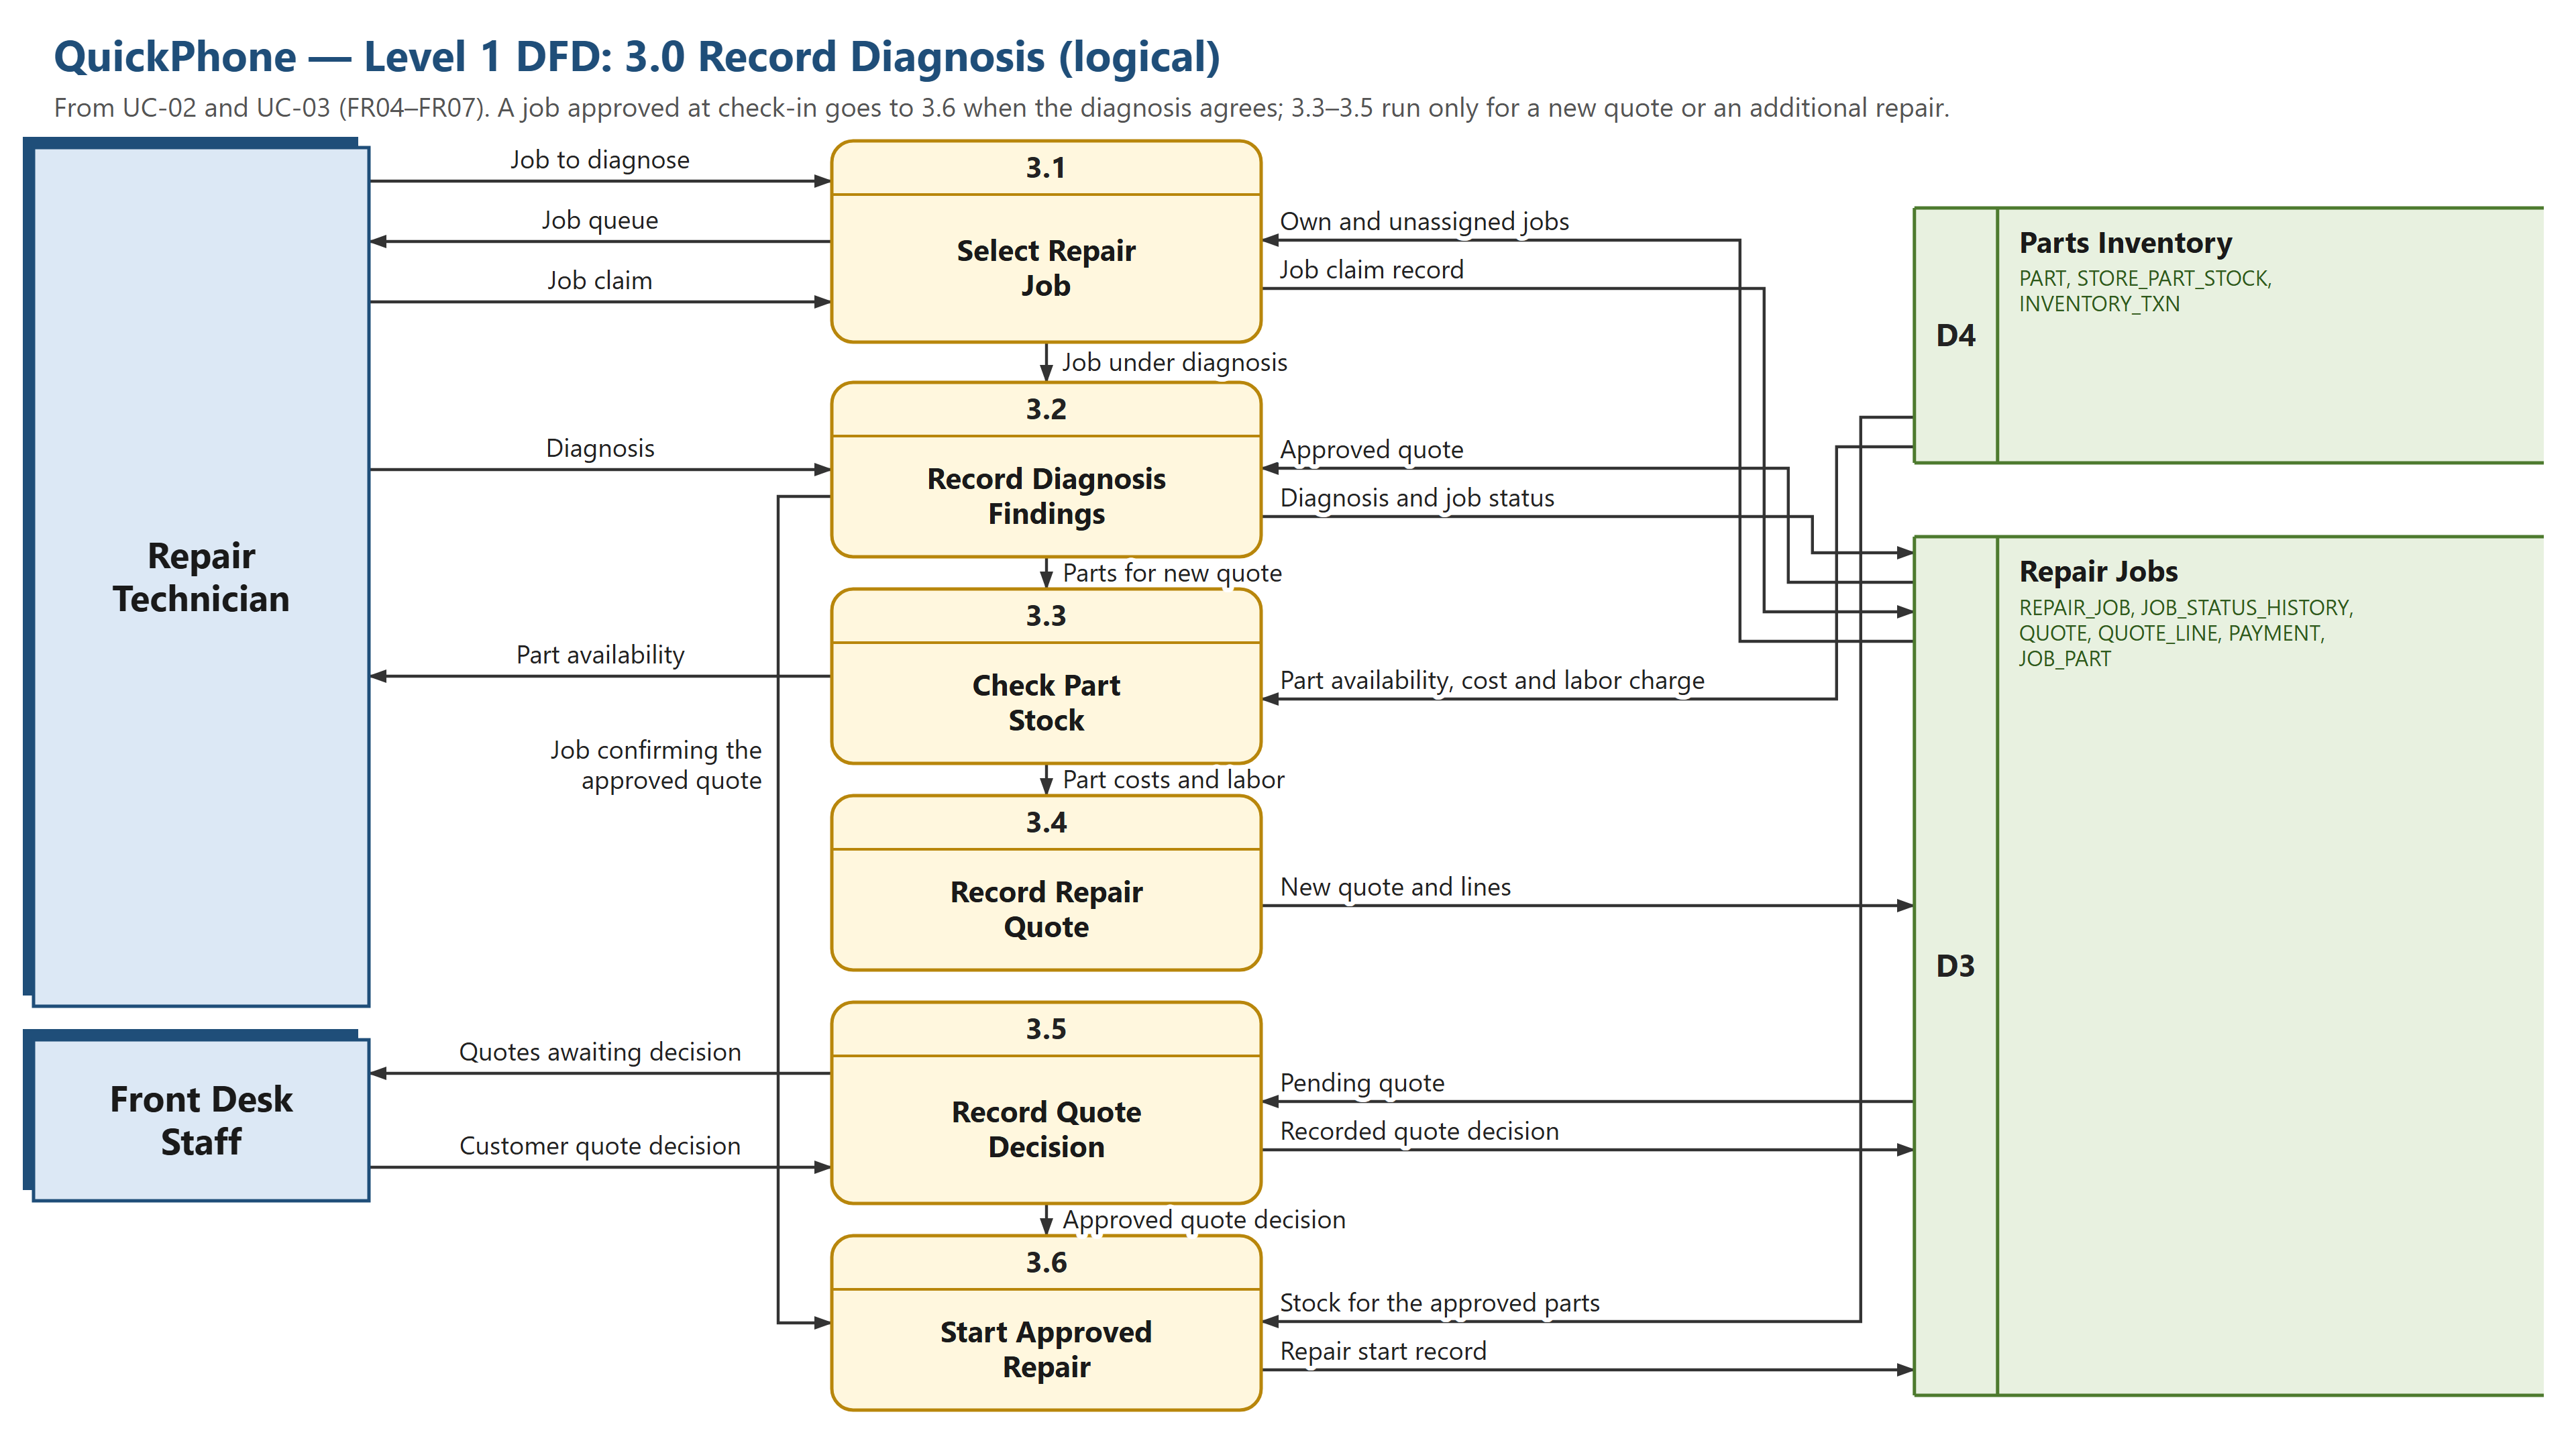 QuickPhone — Level 1 DFD: 3.0 Record Diagnosis (logical)
From UC-02 and UC-03 (FR04–FR07). A job approved at check-in goes to 3.6 when the diagnosis agrees; 3.3–3.5 run only for a new quote or an additional repair.
Repair
Technician
Front Desk
Staff
Job to diagnose
Job queue
Job claim
Diagnosis
Part availability
Job confirming the
approved quote
Quotes awaiting decision
Customer quote decision
3.1
Select Repair
Job
Job under diagnosis
3.2
Record Diagnosis
Findings
Parts for new quote
3.3
Check Part
Stock
Part costs and labor
3.4
Record Repair
Quote
3.5
Record Quote
Decision
Approved quote decision
3.6
Start Approved
Repair
Own and unassigned jobs
Job claim record
Approved quote
Diagnosis and job status
Part availability, cost and labor charge
New quote and lines
Pending quote
Recorded quote decision
Stock for the approved parts
Repair start record
D4
Parts Inventory
PART, STORE_PART_STOCK,
INVENTORY_TXN
D3
Repair Jobs
REPAIR_JOB, JOB_STATUS_HISTORY,
QUOTE, QUOTE_LINE, PAYMENT,
JOB_PART